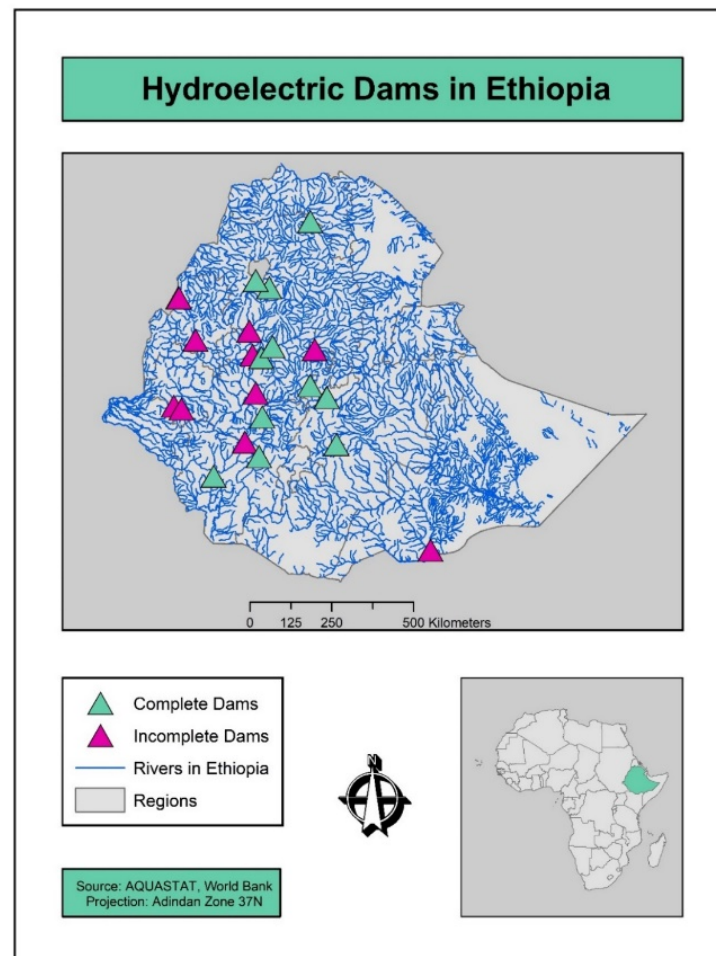 Hydroelectric Dams in Ethiopia
0 125 250 500 Kilometers
Complete Dams
Incomplete Dams
Rivers in Ethiopia
Regions
N
Source: AQUASTAT, World Bank
Projection: Adindan Zone 37N